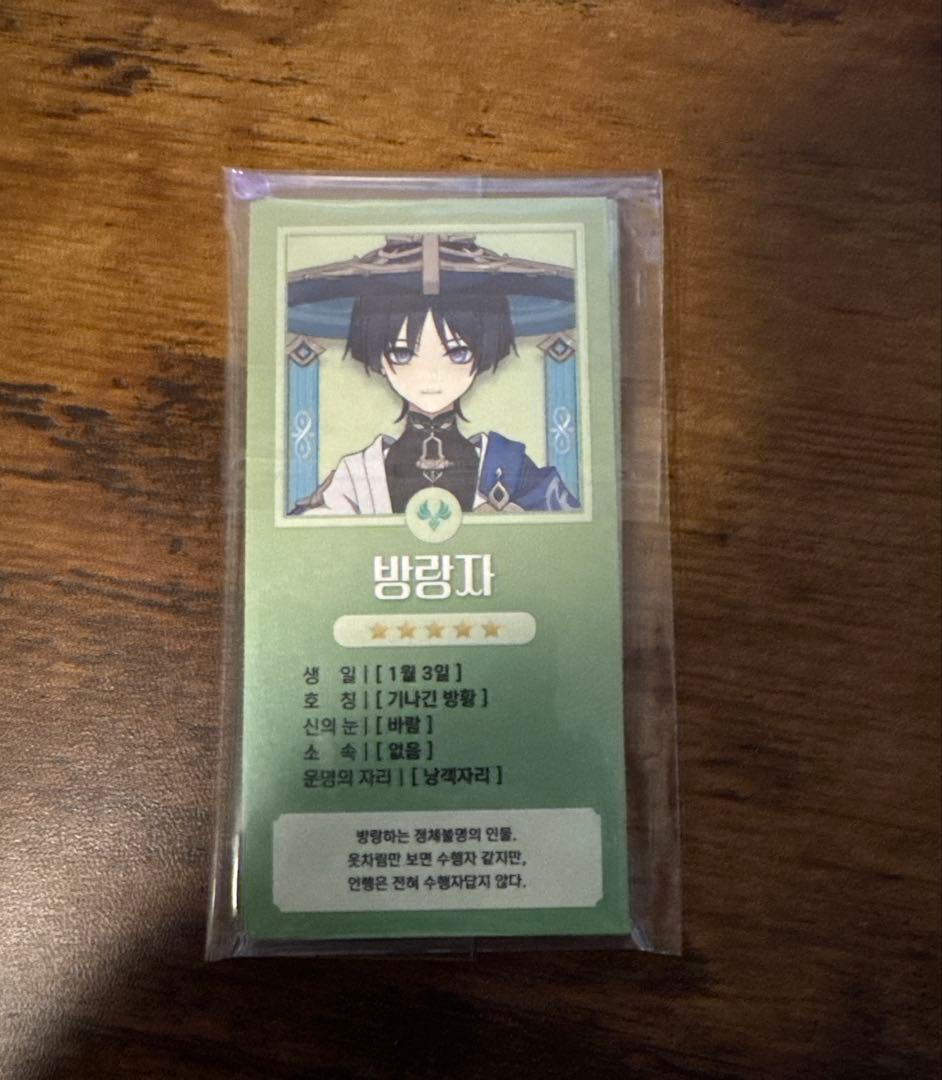 방랑자
생 일 | [ 1월 3일 ]
호 칭 | [ 기나긴 방황 ]
신의 눈 | [ 바람 ]
소 속 | [ 없음 ]
운명의 자리 | [ 낭객자리 ]
방랑하는 정체불명의 인물.
옷차림만 보면 수행자 같지만,
언행은 전혀 수행자답지 않다.